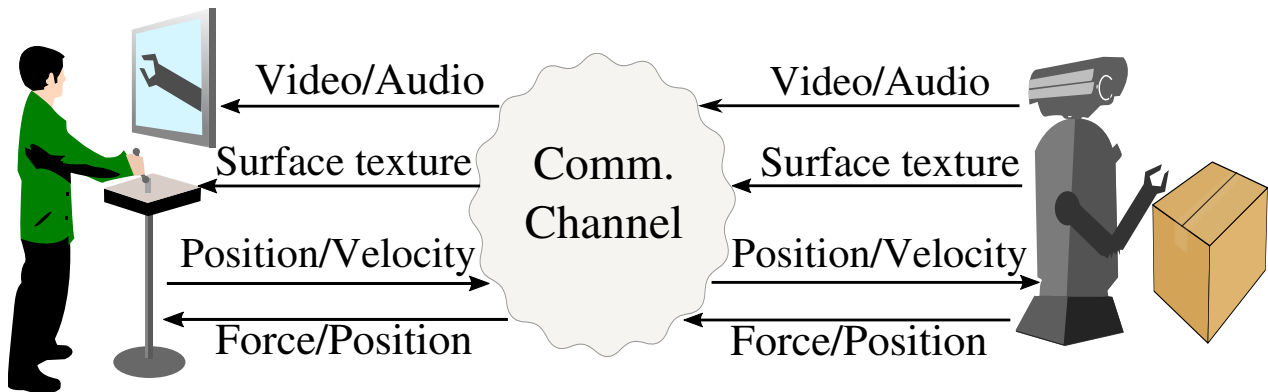 Video/Audio
Video/Audio
Surface texture
Comm.
Channel
Surface texture
Position/Velocity
Position/Velocity
Force/Position
Force/Position